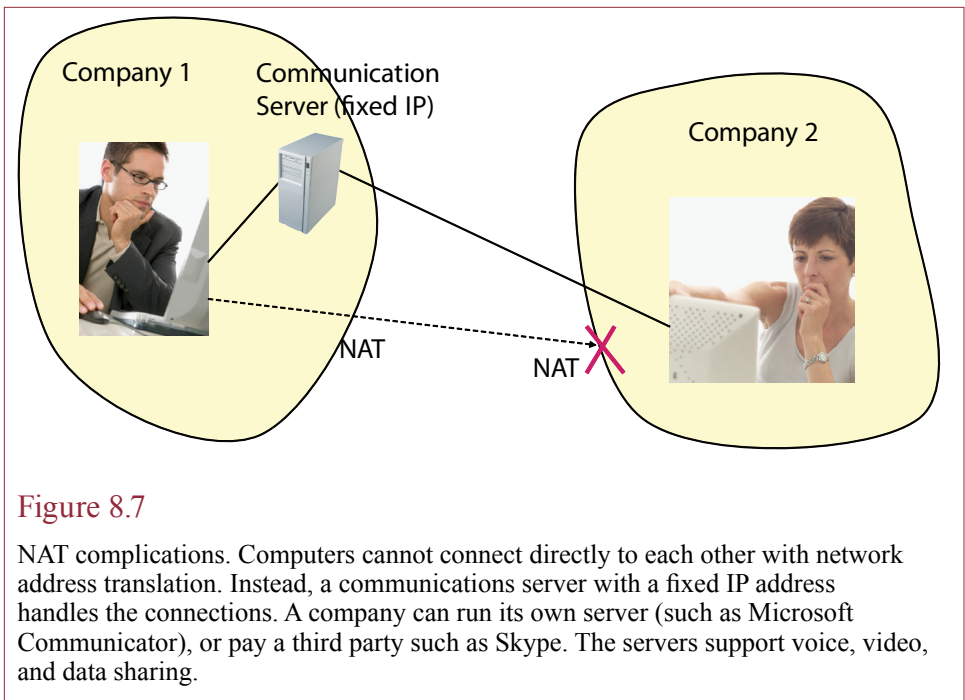 Company 1
Communication
Server (fixed IP)
Company 2
NAT
NAT
Figure 8.7
NAT complications. Computers cannot connect directly to each other with network
address translation. Instead, a communications server with a fixed IP address
handles the connections. A company can run its own server (such as Microsoft
Communicator), or pay a third party such as Skype. The servers support voice, video,
and data sharing.